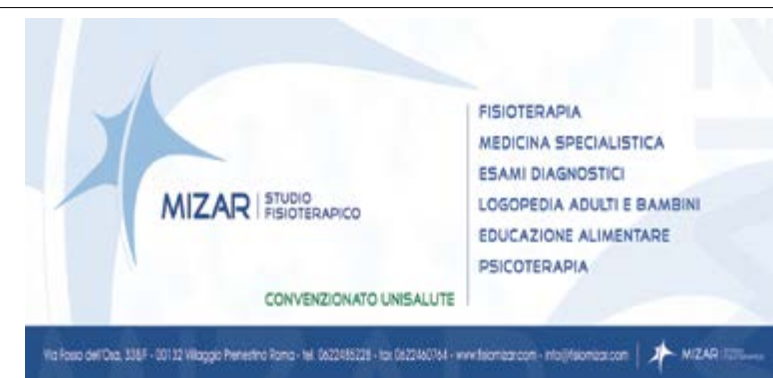 FISIOTERAPIA
MEDICINA SPECIALISTICA
ESAMI DIAGNOSTICI
LOGOPEDIA ADULTI E BAMBINI
EDUCAZIONE ALIMENTARE
PSICOTERAPIA
MIZAR STUDIO
FISIOTERAPICO
CONVENZIONATO UNISALUTE
Via Fosso dell'Osa, 338/F - 00132 Villaggio Prenestino Roma - tel. 0622485228 - fax 0622460764 - www.fisiomizar.com - info@fisiomizar.com
MIZAR